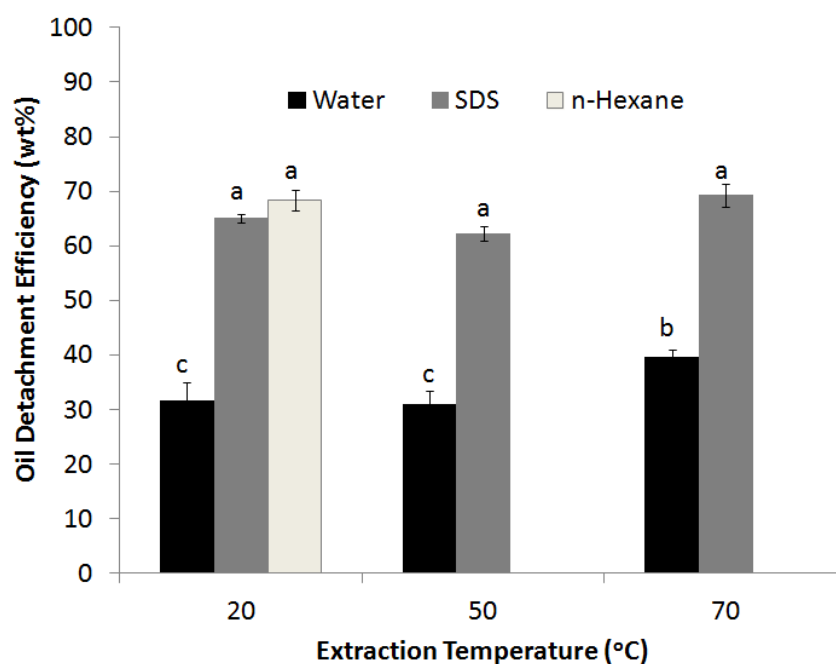 100
90
80
70
60
50
40
30
20
10
0
Oil Detachment Efficiency (wt%)
Water SDS n-Hexane
a a a a
c c b
20 50 70
Extraction Temperature (ºC)